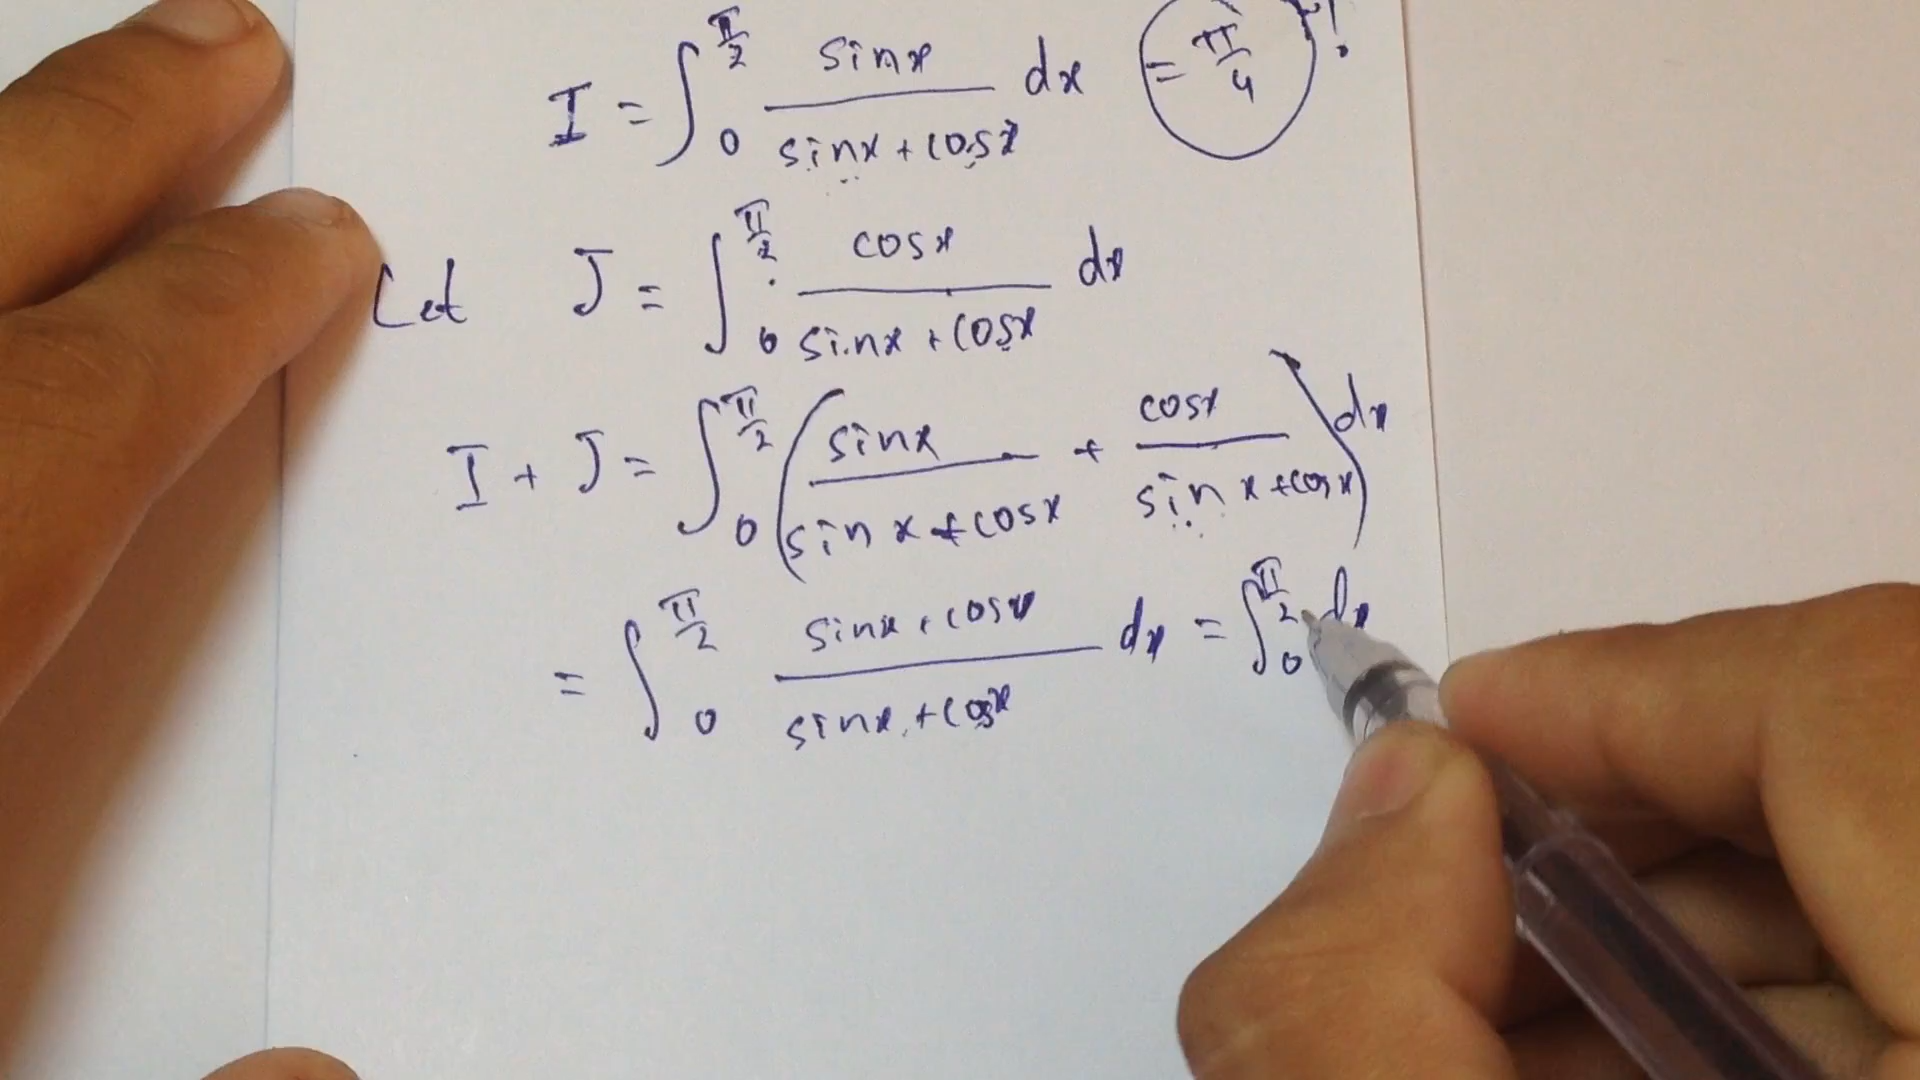 I = ∫₀^(π/2) sinx / (sinx + cosx) dx = π/4 !
Let J = ∫₀^(π/2) cosx / (sinx + cosx) dx
I + J = ∫₀^(π/2) ( sinx / (sinx + cosx) + cosx / (sinx + cosx) ) dx
= ∫₀^(π/2) (sinx + cosx) / (sinx + cosx) dx = ∫₀^(π/2) dx